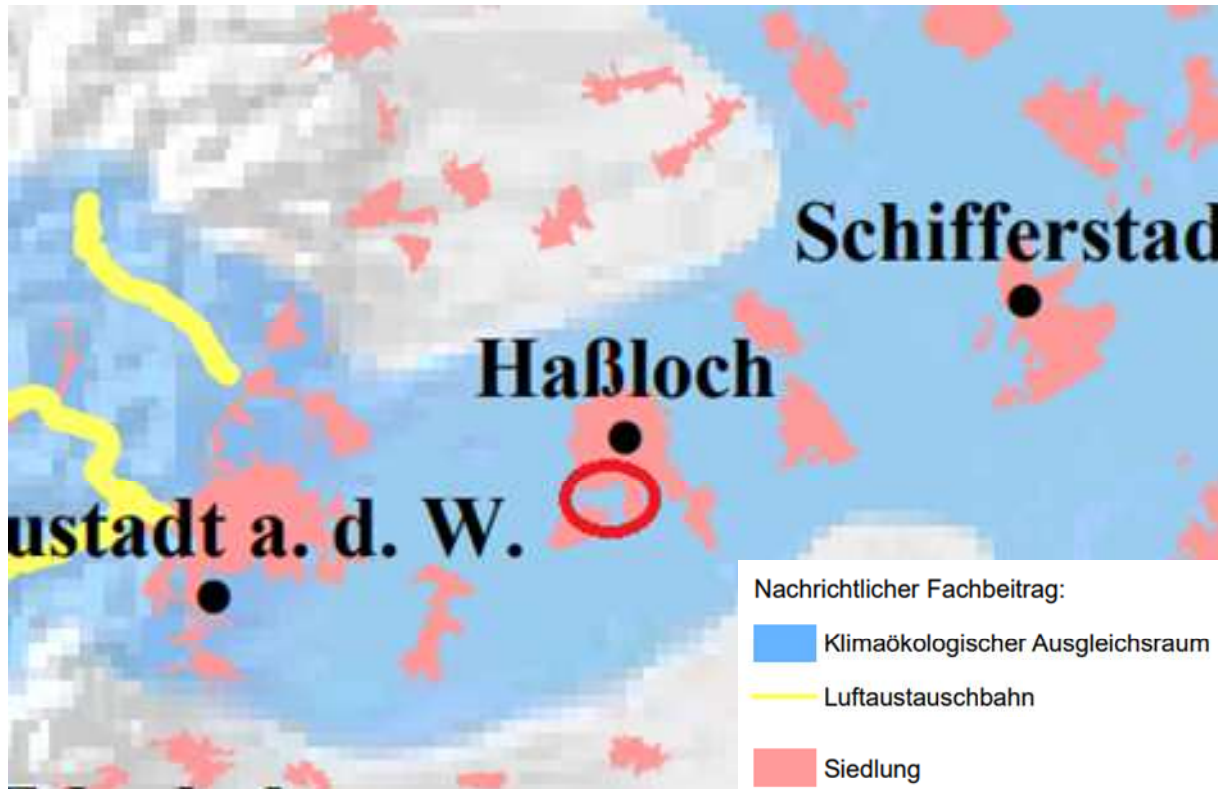 Schifferstad
Haßloch
ustadt a. d. W.
Nachrichtlicher Fachbeitrag:
Klimaökologischer Ausgleichsraum
Luftaustauschbahn
Siedlung